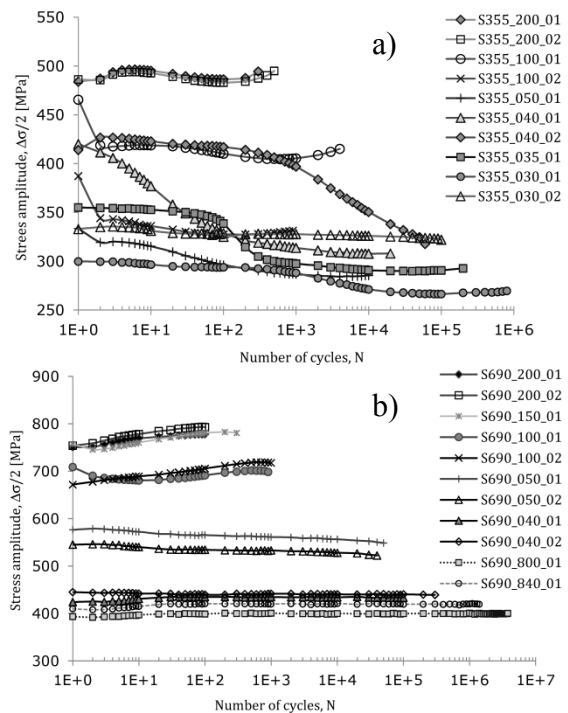 a)
Strees amplitude, Δσ/2 [MPa]
550
500
450
400
350
300
250
1E+0 1E+1 1E+2 1E+3 1E+4 1E+5 1E+6
Number of cycles, N
S355_200_01
S355_200_02
S355_100_01
S355_100_02
S355_050_01
S355_040_01
S355_040_02
S355_035_01
S355_030_01
S355_030_02
b)
Stress amplitude, Δσ/2 [MPa]
900
800
700
600
500
400
300
1E+0 1E+1 1E+2 1E+3 1E+4 1E+5 1E+6 1E+7
Number of cycles, N
S690_200_01
S690_200_02
S690_150_01
S690_100_01
S690_100_02
S690_050_01
S690_050_02
S690_040_01
S690_040_02
S690_800_01
S690_840_01